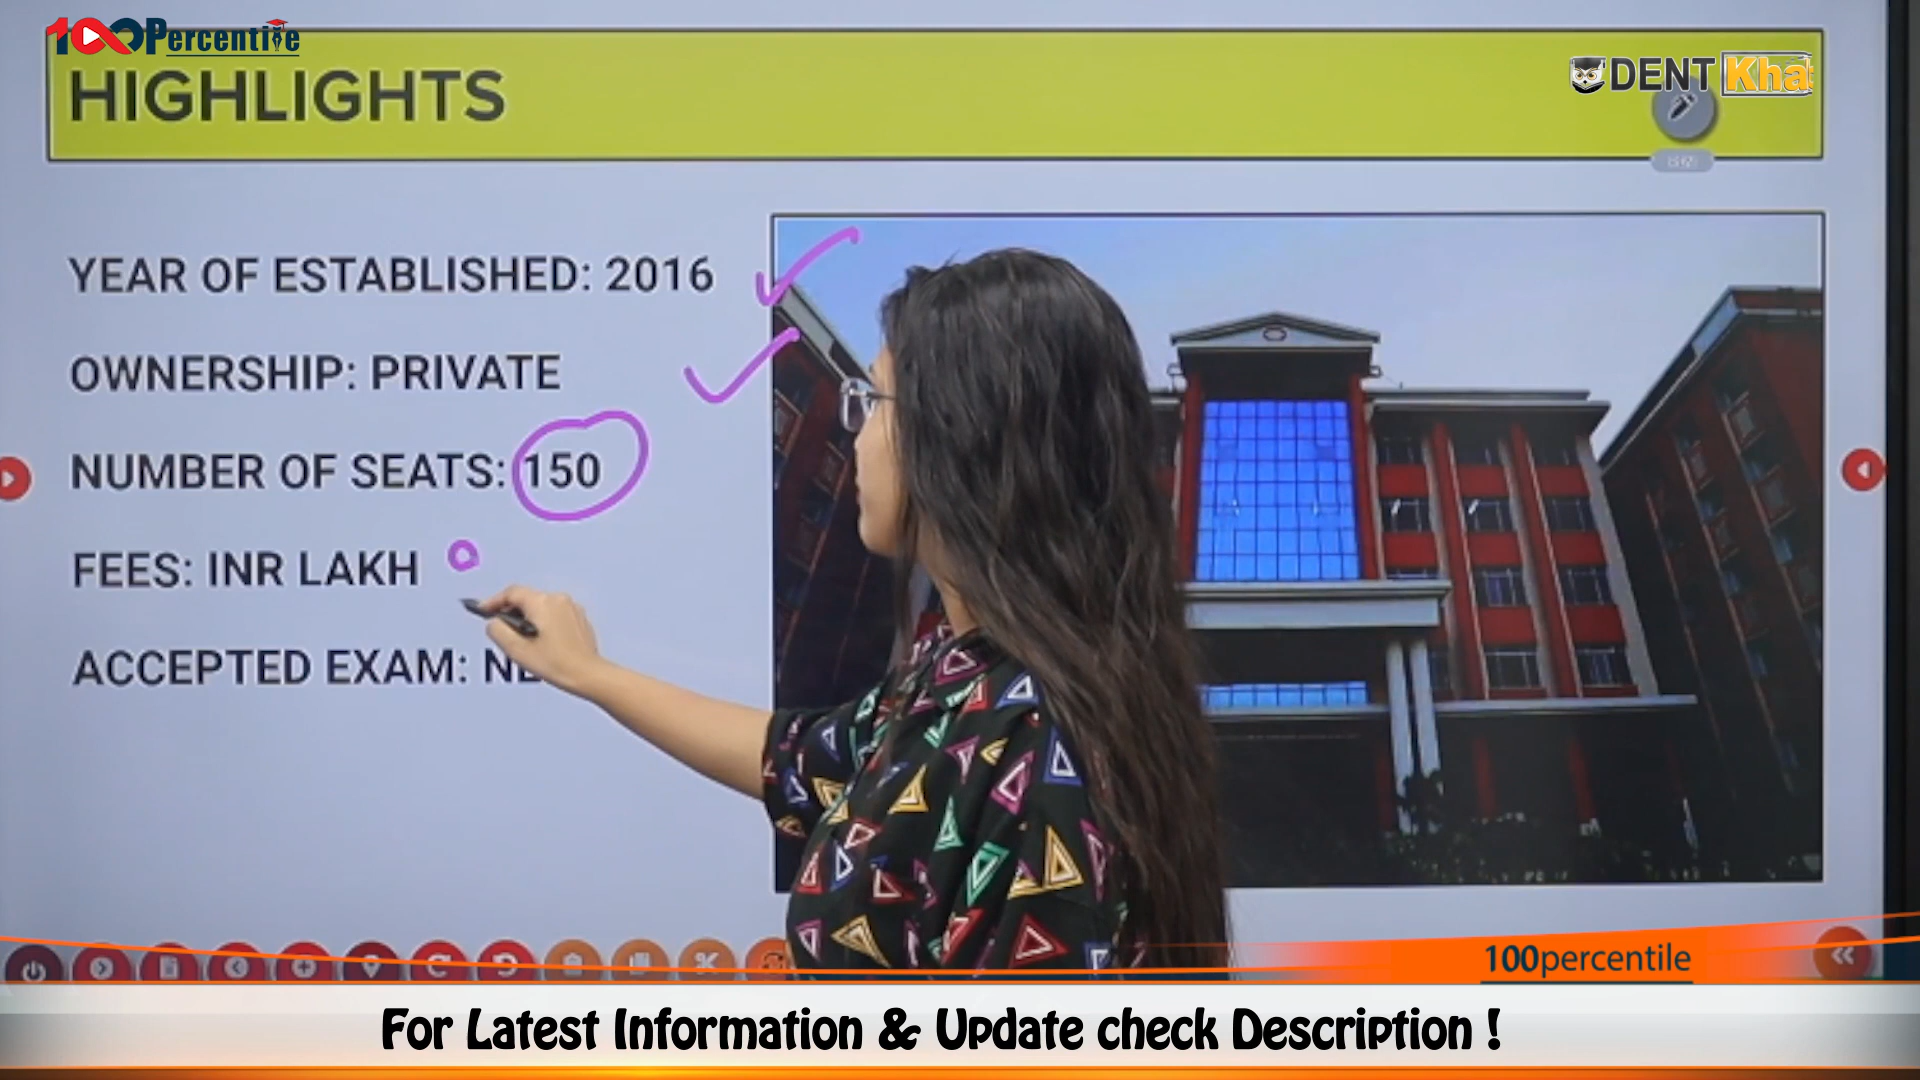 100Percentile
HIGHLIGHTS
DENT Kha
YEAR OF ESTABLISHED: 2016
OWNERSHIP: PRIVATE
NUMBER OF SEATS: 150
FEES: INR LAKH
ACCEPTED EXAM:
100percentile
For Latest Information & Update check Description !